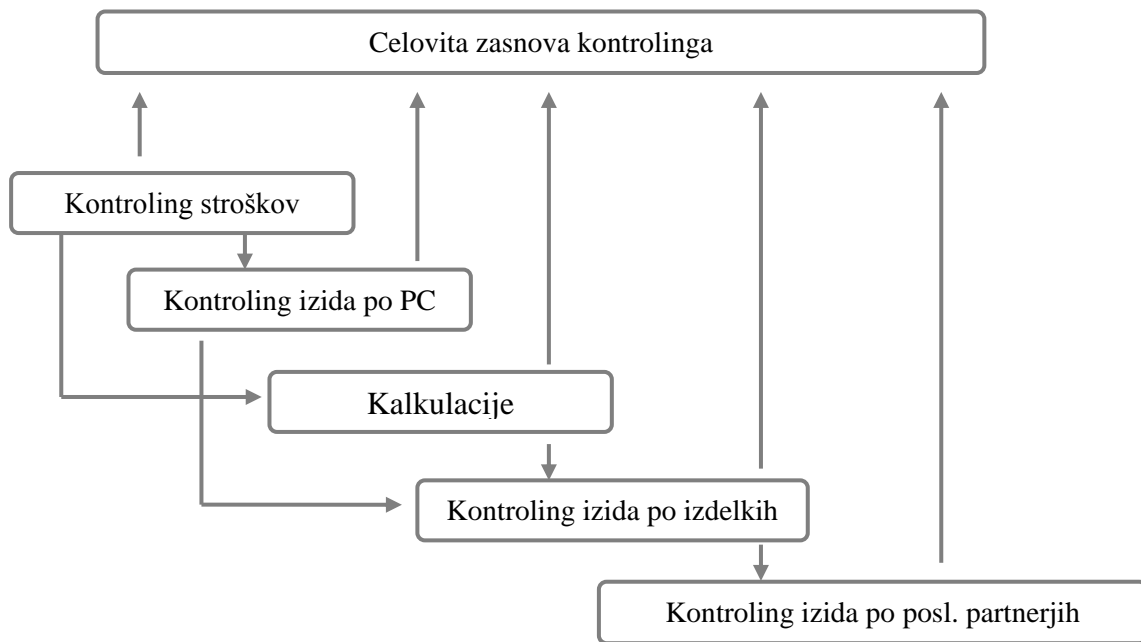 Celovita zasnova kontrolinga
Kontroling stroškov
Kontroling izida po PC
Kalkulacije
Kontroling izida po izdelkih
Kontroling izida po posl. partnerjih